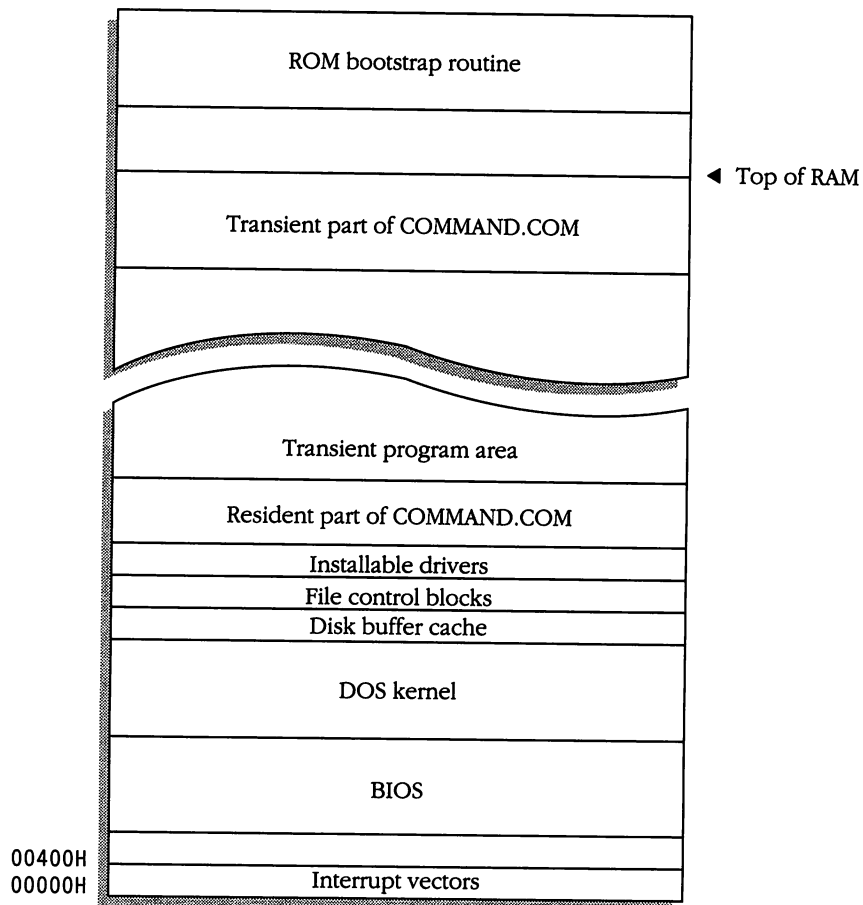 ROM bootstrap routine
◄ Top of RAM
Transient part of COMMAND.COM
Transient program area
Resident part of COMMAND.COM
Installable drivers
File control blocks
Disk buffer cache
DOS kernel
BIOS
00400H
00000H
Interrupt vectors